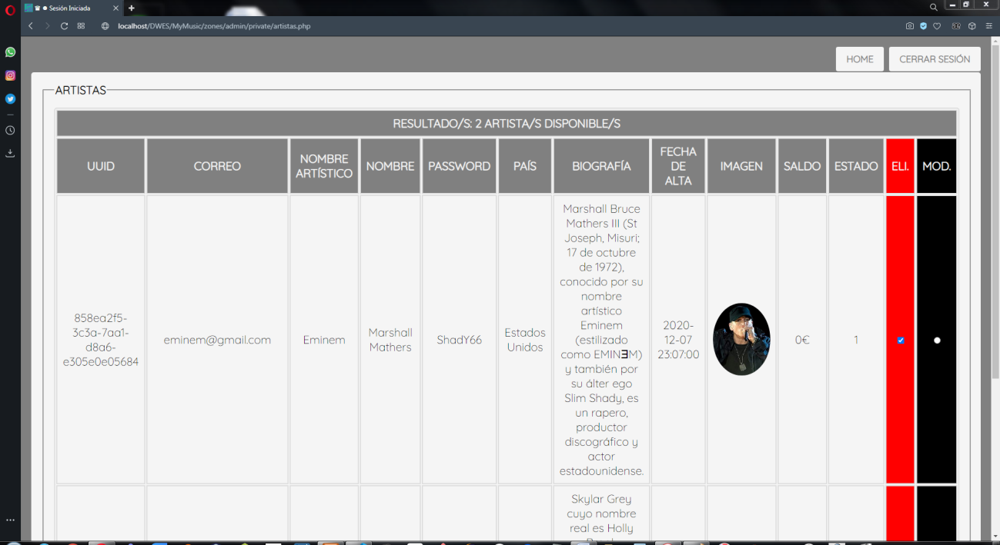 Sesión Iniciada
localhost/DWES/MyMusic/zones/admin/private/artistas.php
HOME
CERRAR SESIÓN
ARTISTAS
RESULTADO/S: 2 ARTISTA/S DISPONIBLE/S
UUID
CORREO
NOMBRE
ARTÍSTICO
NOMBRE
PASSWORD
PAÍS
BIOGRAFÍA
FECHA
DE
ALTA
IMAGEN
SALDO
ESTADO
ELI.
MOD.
858ea2f5-
3c3a-7aa1-
d8a6-
e305e0e05684
eminem@gmail.com
Eminem
Marshall
Mathers
ShadY66
Estados
Unidos
Marshall Bruce
Mathers III (St
Joseph, Misuri;
17 de octubre
de 1972),
conocido por su
nombre
artístico
Eminem
(estilizado
como EMINƎM)
y también por
su álter ego
Slim Shady, es
un rapero,
productor
discográfico y
actor
estadounidense.
2020-
12-07
23:07:00
0€
1
Skylar Grey
cuyo nombre
real es Holly